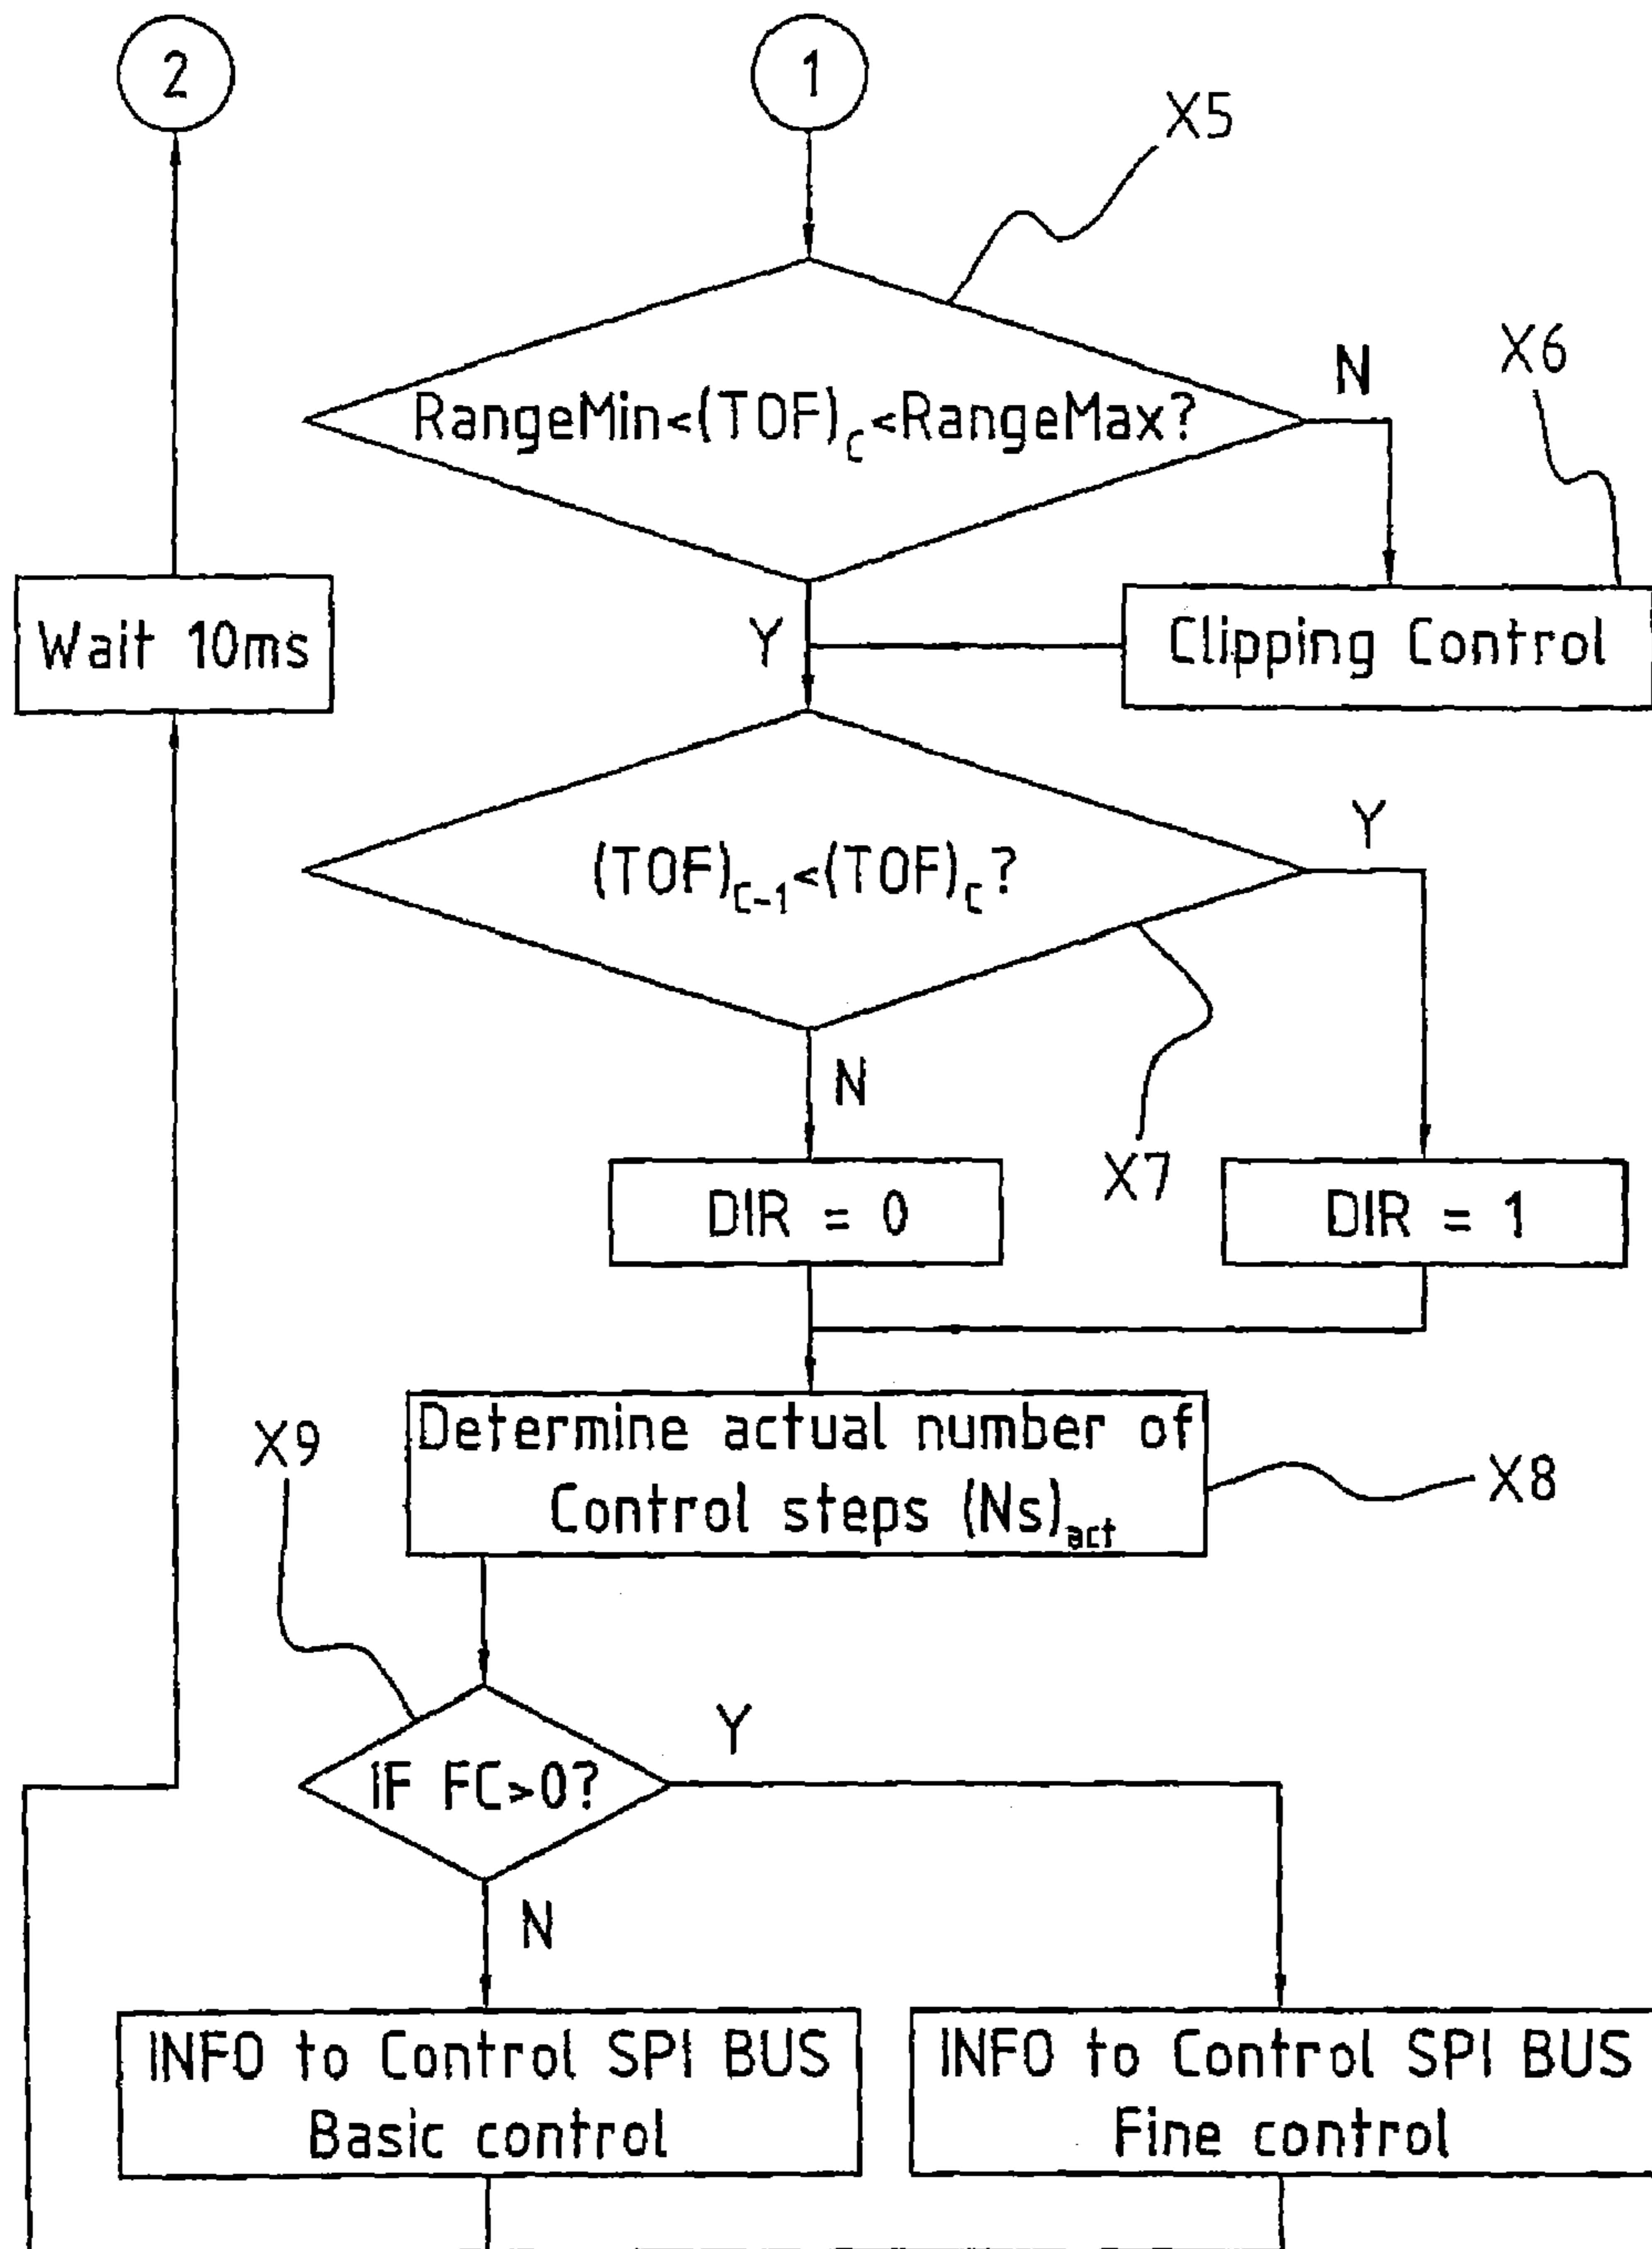 2
1
X5
RangeMin<(TOF)c<RangeMax?
N
X6
Wait 10ms
Y
Clipping Control
(TOF)c-1<(TOF)c?
Y
N
X7
DIR = 0
DIR = 1
X9
Determine actual number of
Control steps (Ns)act
X8
IF FC>0?
Y
N
INFO to Control SPI BUS
Basic control
INFO to Control SPI BUS
Fine control